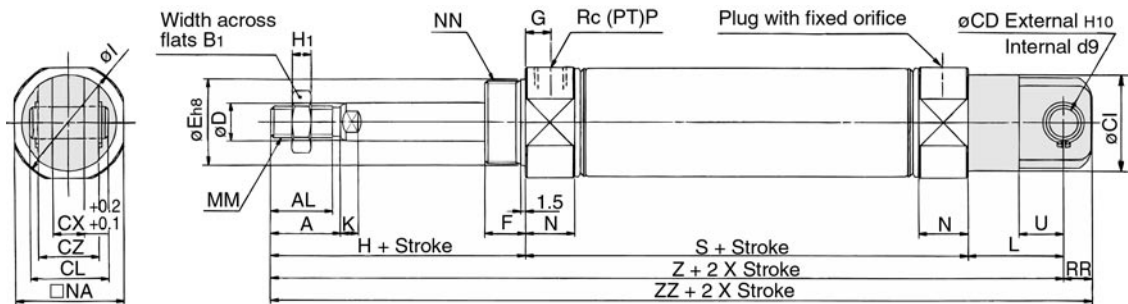 Width across
flats B1
H1
NN
G
Rc (PT)P
Plug with fixed orifice
øCD External H10
Internal d9
øI
øEh8
øD
øCI
MM
AL
A
K
F
1.5
N
N
U
L
RR
H + Stroke
S + Stroke
Z + 2 X Stroke
ZZ + 2 X Stroke
+0.2
CX +0.1
CZ
CL
□NA